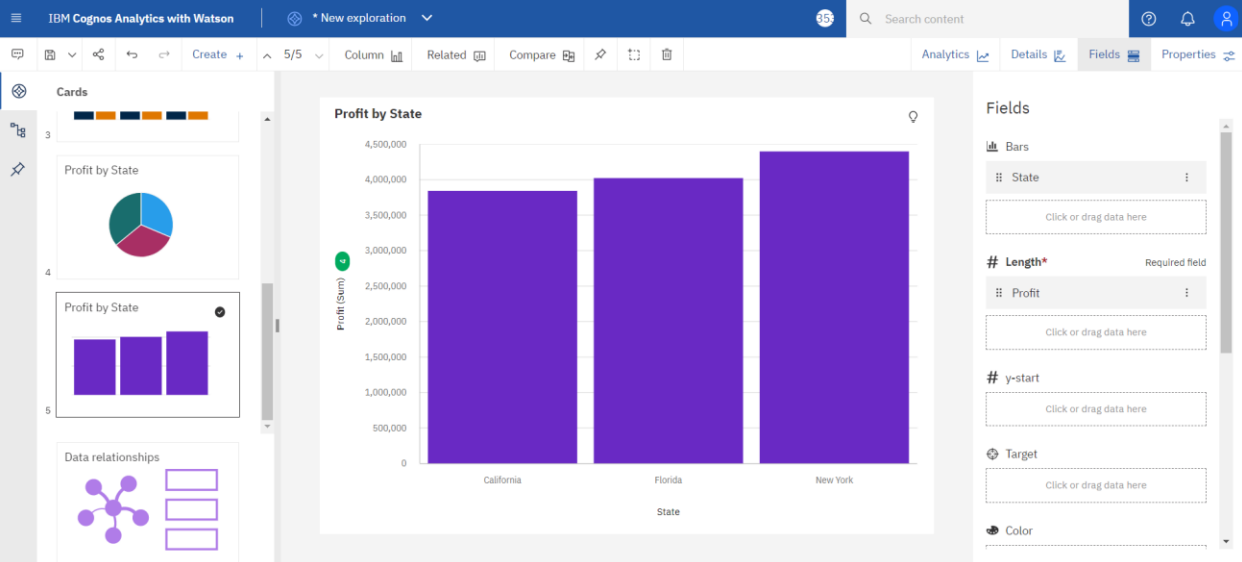 IBM Cognos Analytics with Watson
* New exploration
353
Search content
Create +
5/5
Column
Related
Compare
Analytics
Details
Fields
Properties
Cards
3
Profit by State
4
Profit by State
5
Data relationships
Profit by State
4,500,000
4,000,000
3,500,000
3,000,000
2,500,000
2,000,000
1,500,000
1,000,000
500,000
0
4
Profit (Sum)
California
Florida
New York
State
Fields
Bars
State
Click or drag data here
# Length*
Required field
Profit
Click or drag data here
# y-start
Click or drag data here
Target
Click or drag data here
Color